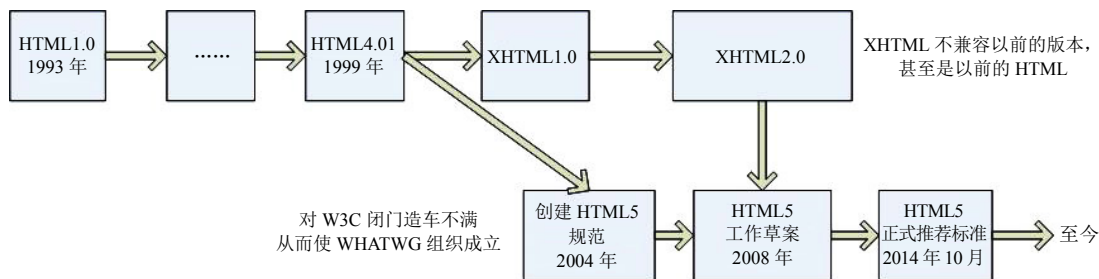 HTML1.0
1993 年
……
HTML4.01
1999 年
XHTML1.0
XHTML2.0
XHTML 不兼容以前的版本，
甚至是以前的 HTML
对 W3C 闭门造车不满
从而使 WHATWG 组织成立
创建 HTML5
规范
2004 年
HTML5
工作草案
2008 年
HTML5
正式推荐标准
2014 年 10 月
至今